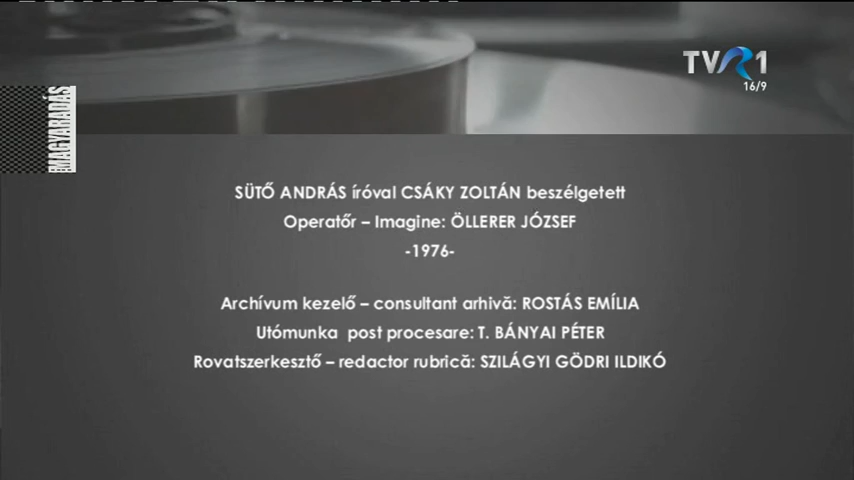 TVR1
16/9
MAGYARADÁS
SÜTŐ ANDRÁS íróval CSÁKY ZOLTÁN beszélgetett
Operatőr – Imagine: ÖLLERER JÓZSEF
-1976-
Archívum kezelő – consultant arhivă: ROSTÁS EMÍLIA
Utómunka  post procesare: T. BÁNYAI PÉTER
Rovatszerkesztő – redactor rubrică: SZILÁGYI GÖDRI ILDIKÓ